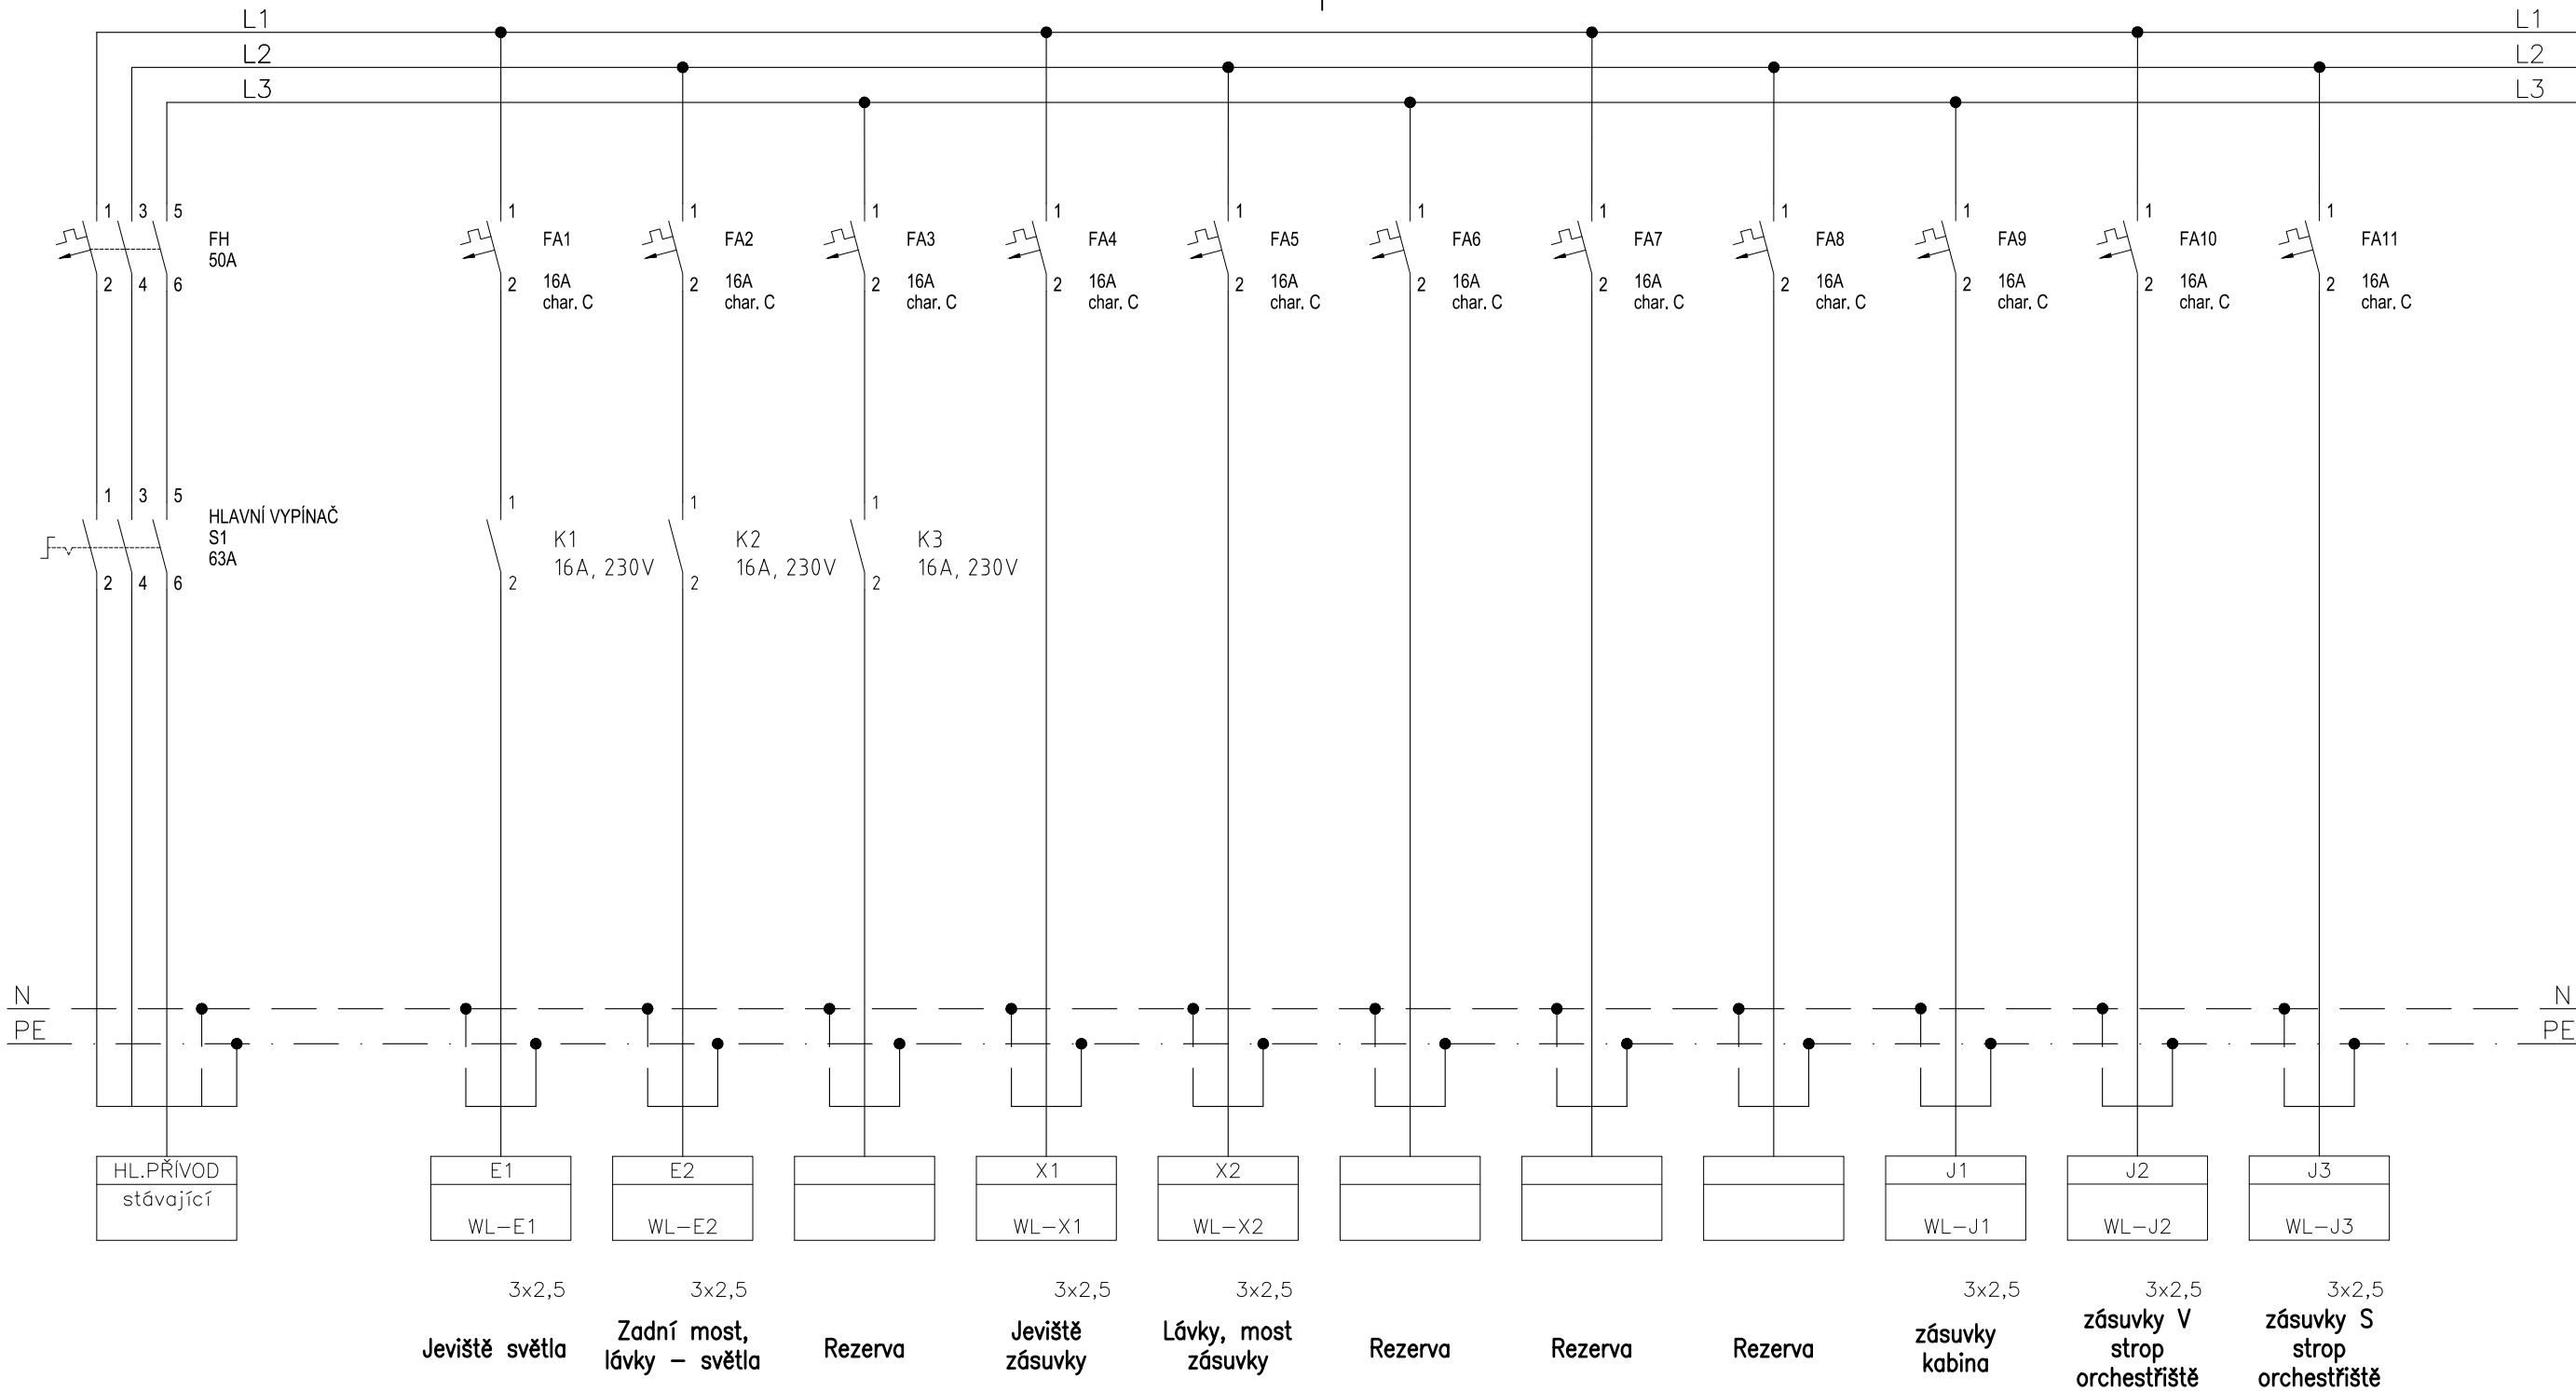 L1 L1
L2 L2
L3 L3
1 3 5 1 1 1 1 1 1 1 1 1 1 1
FH FA1 FA2 FA3 FA4 FA5 FA6 FA7 FA8 FA9 FA10 FA11
50A
2 4 6 2 16A 2 16A 2 16A 2 16A 2 16A 2 16A 2 16A 2 16A 2 16A 2 16A 2 16A
char. C char. C char. C char. C char. C char. C char. C char. C char. C char. C char. C
1 3 5 1 1 1
HLAVNÍ VYPÍNAČ
S1 K1 K2 K3
63A 16A, 230V 16A, 230V 16A, 230V
2 4 6 2 2 2
N N
PE PE
HL.PŘÍVOD E1 E2 X1 X2 J1 J2 J3
stávající
WL-E1 WL-E2 WL-X1 WL-X2 WL-J1 WL-J2 WL-J3
3x2,5 3x2,5 3x2,5 3x2,5 3x2,5 3x2,5 3x2,5
Jeviště světla
Zadní most,
lávky – světla
Rezerva
Jeviště
zásuvky
Lávky, most
zásuvky
Rezerva
Rezerva
Rezerva
zásuvky
kabina
zásuvky V
strop
orchestřiště
zásuvky S
strop
orchestřiště